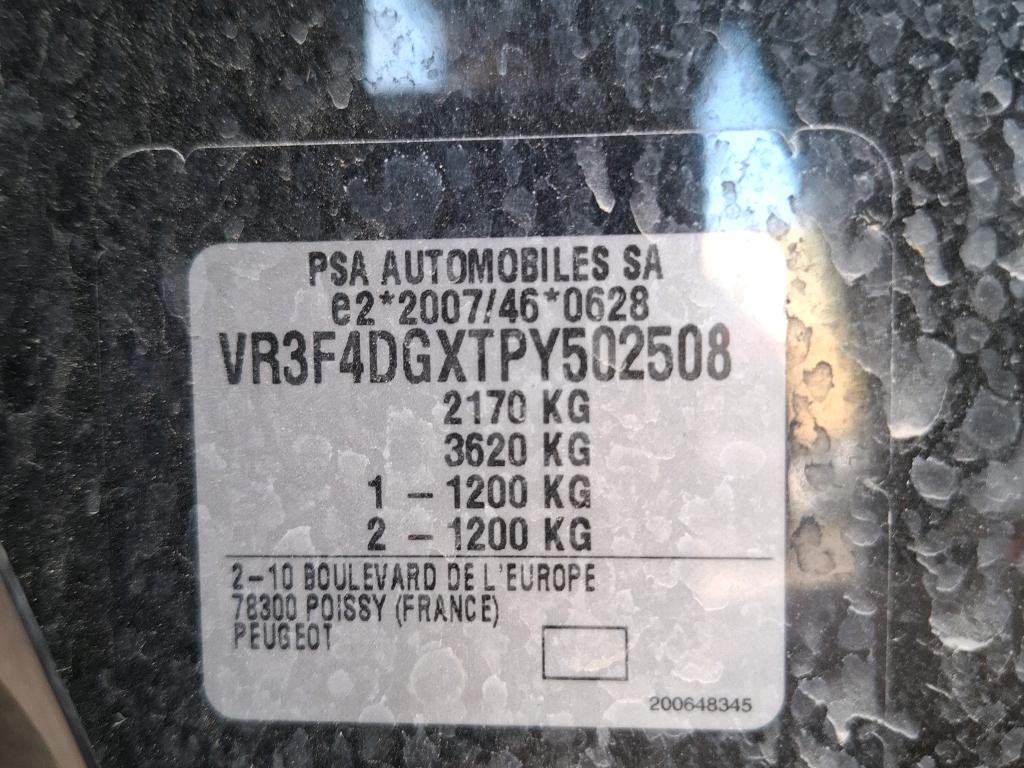 PSA AUTOMOBILES SA
e2*2007/46*0628
VR3F4DGXTPY502508
2170 KG
3620 KG
1 - 1200 KG
2 - 1200 KG
2-10 BOULEVARD DE L'EUROPE
78300 POISSY (FRANCE)
PEUGEOT
200648345